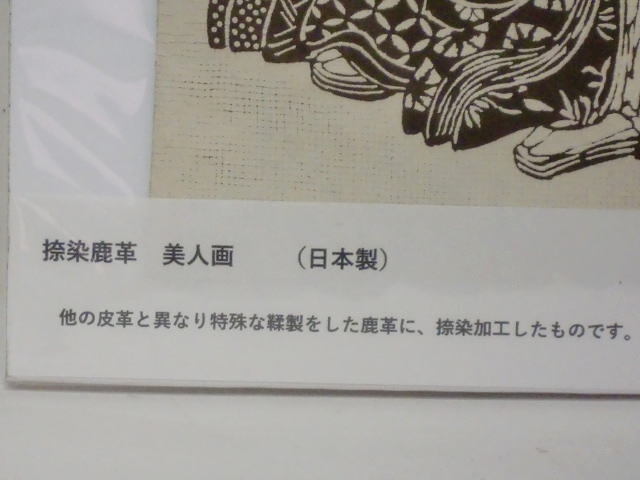 捺染鹿革　美人画　　（日本製）
他の皮革と異なり特殊な鞣製をした鹿革に、捺染加工したものです。